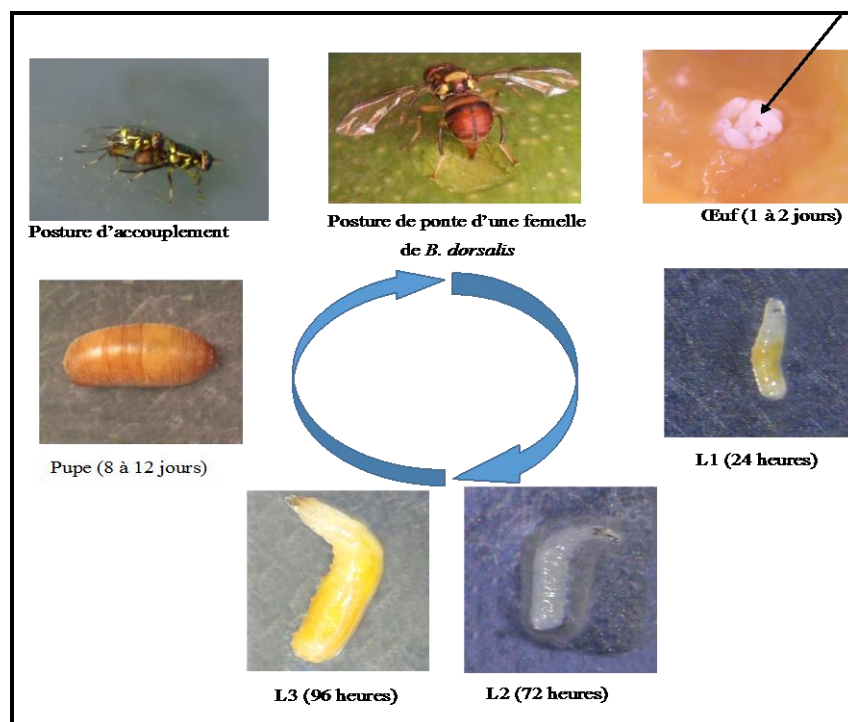 Posture d'accouplement
Posture de ponte d'une femelle
de B. dorsalis
Œuf (1 à 2 jours)
L1 (24 heures)
L2 (72 heures)
L3 (96 heures)
Pupe (8 à 12 jours)